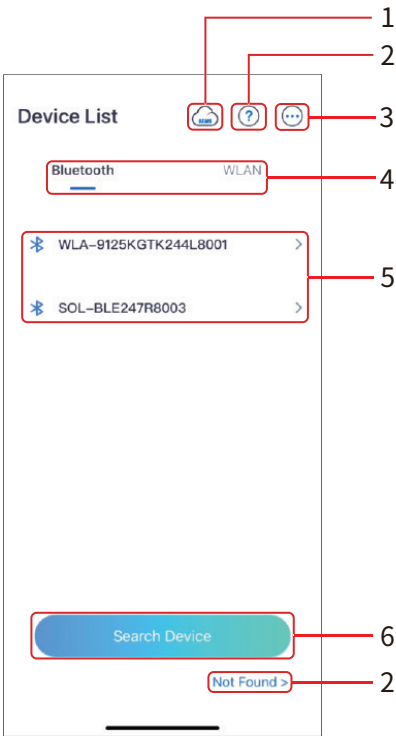 1
2
Device List
?
3
Bluetooth WLAN
4
WLA-9125KGTK244L8001 >
5
SOL-BLE247R8003 >
Search Device
6
Not Found >
2